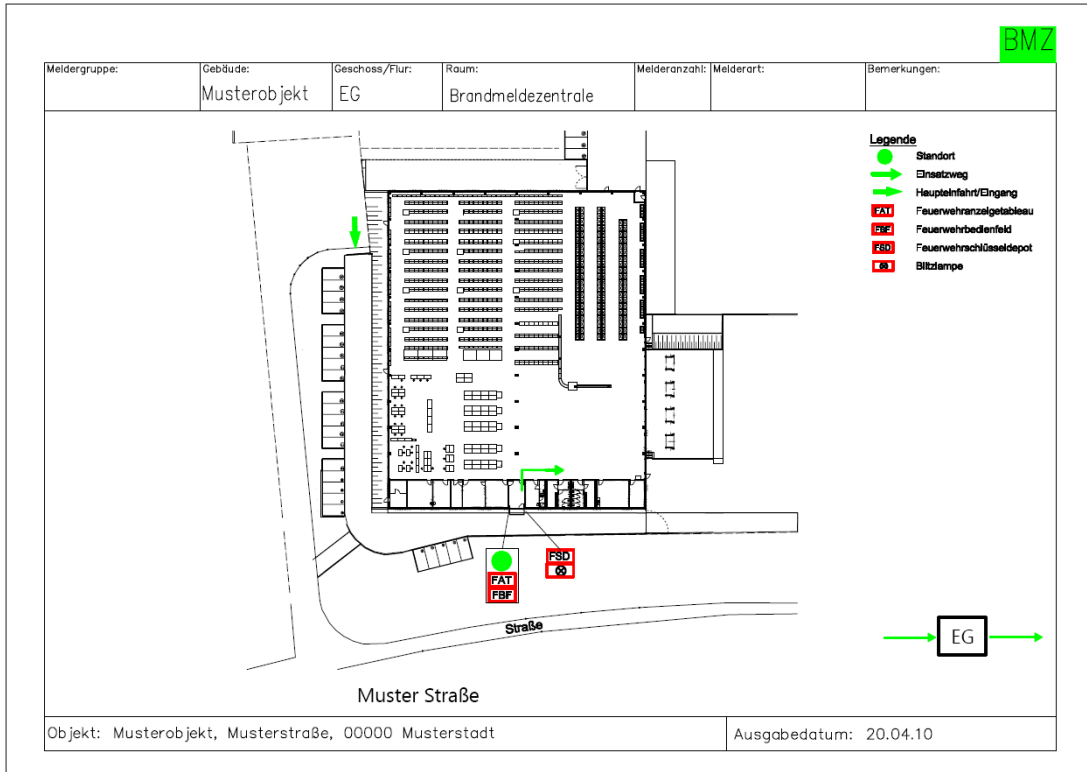 BMZ
Meldergruppe:
Gebäude:
Geschoss/Flur:
Raum:
Melderanzahl:
Melderart:
Bemerkungen:
Musterobjekt
EG
Brandmeldezentrale
Legende
Standort
Einsatzweg
Haupteinfahrt/Eingang
FAT Feuerwehranzeigetableau
FBF Feuerwehrbedienfeld
FSD Feuerwehrschlüsseldepot
Blitzlampe
FSD
FAT
FBF
Straße
EG
Muster Straße
Objekt: Musterobjekt, Musterstraße, 00000 Musterstadt
Ausgabedatum: 20.04.10